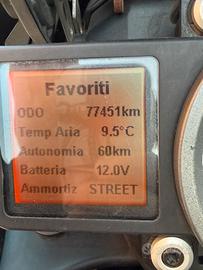 Favoriti
ODO 77451km
Temp Aria 9.5°C
Autonomia 60km
Batteria 12.0V
Ammortiz STREET